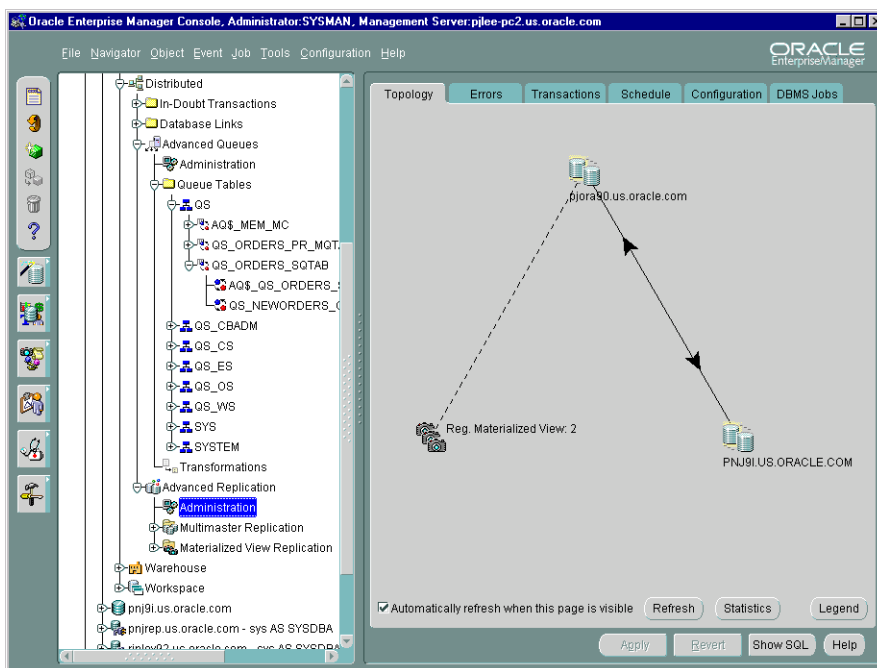 Oracle Enterprise Manager Console, Administrator:SYSMAN, Management Server:pjlee-pc2.us.oracle.com
File Navigator Object Event Job Tools Configuration Help
ORACLE
EnterpriseManager
Distributed
In-Doubt Transactions
Database Links
Advanced Queues
Administration
Queue Tables
QS
AQ$_MEM_MC
QS_ORDERS_PR_MQT
QS_ORDERS_SQTAB
AQ$_QS_ORDERS_
QS_NEWORDERS_
QS_CBADM
QS_CS
QS_ES
QS_OS
QS_WS
SYS
SYSTEM
Transformations
Advanced Replication
Administration
Multimaster Replication
Materialized View Replication
Warehouse
Workspace
pnj9i.us.oracle.com
pnjrep.us.oracle.com - sys AS SYSDBA
Topology Errors Transactions Schedule Configuration DBMS Jobs
pjora90.us.oracle.com
Reg. Materialized View: 2
PNJ9I.US.ORACLE.COM
Automatically refresh when this page is visible Refresh Statistics Legend
Apply Revert Show SQL Help